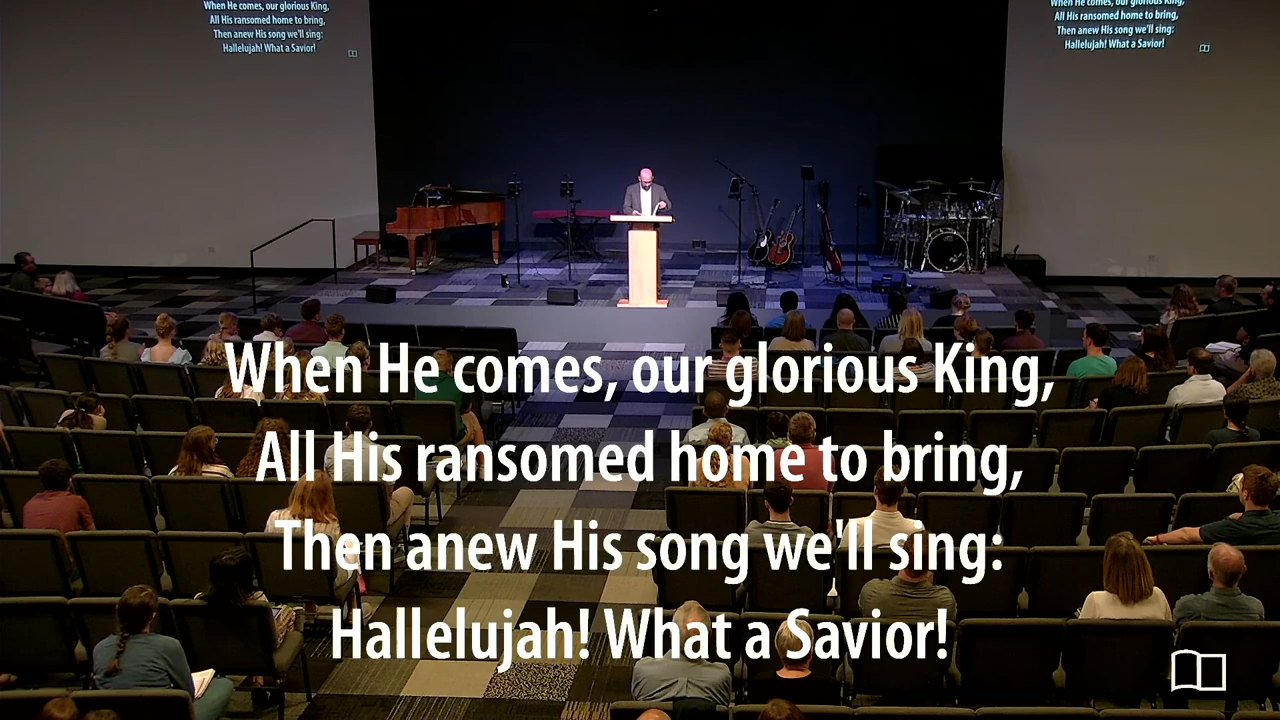 When He comes, our glorious King,
All His ransomed home to bring,
Then anew His song we'll sing:
Hallelujah! What a Savior!
When He comes, our glorious King,
All His ransomed home to bring,
Then anew His song we'll sing:
Hallelujah! What a Savior!
When He comes, our glorious King,
All His ransomed home to bring,
Then anew His song we'll sing:
Hallelujah! What a Savior!